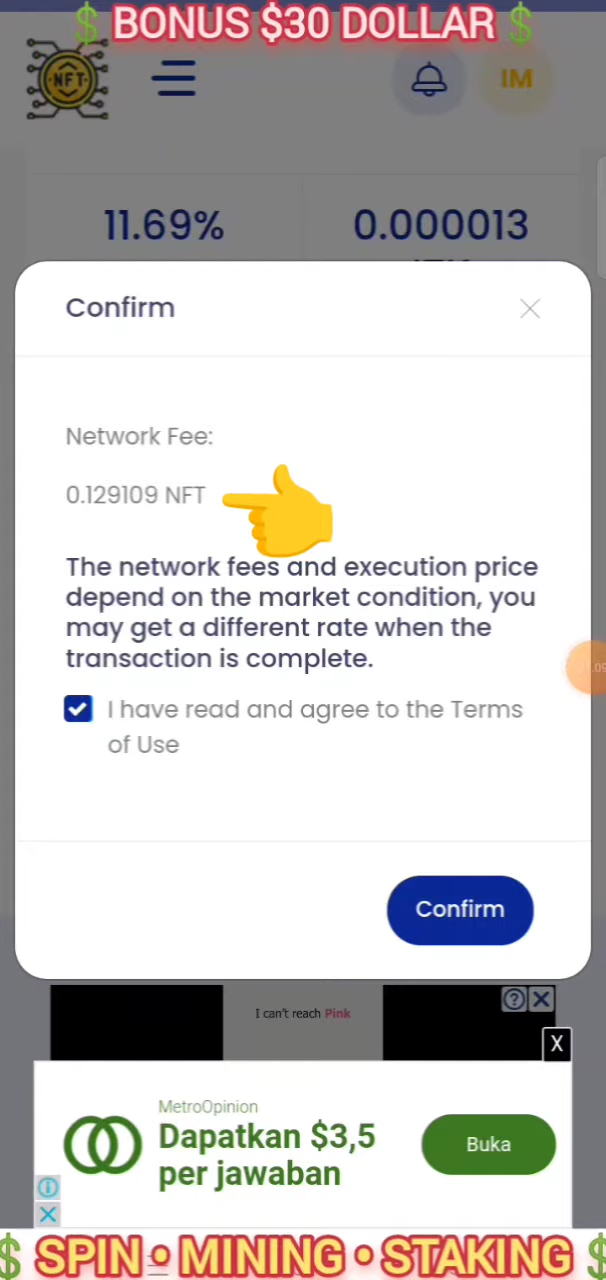 BONUS $30 DOLLAR
NFT
IM
11.69%
0.000013
Confirm
Network Fee:
0.129109 NFT
The network fees and execution price
depend on the market condition, you
may get a different rate when the
transaction is complete.
I have read and agree to the Terms
of Use
Confirm
I can't reach Pink
X
MetroOpinion
Dapatkan $3,5
per jawaban
Buka
$ SPIN • MINING • STAKING $